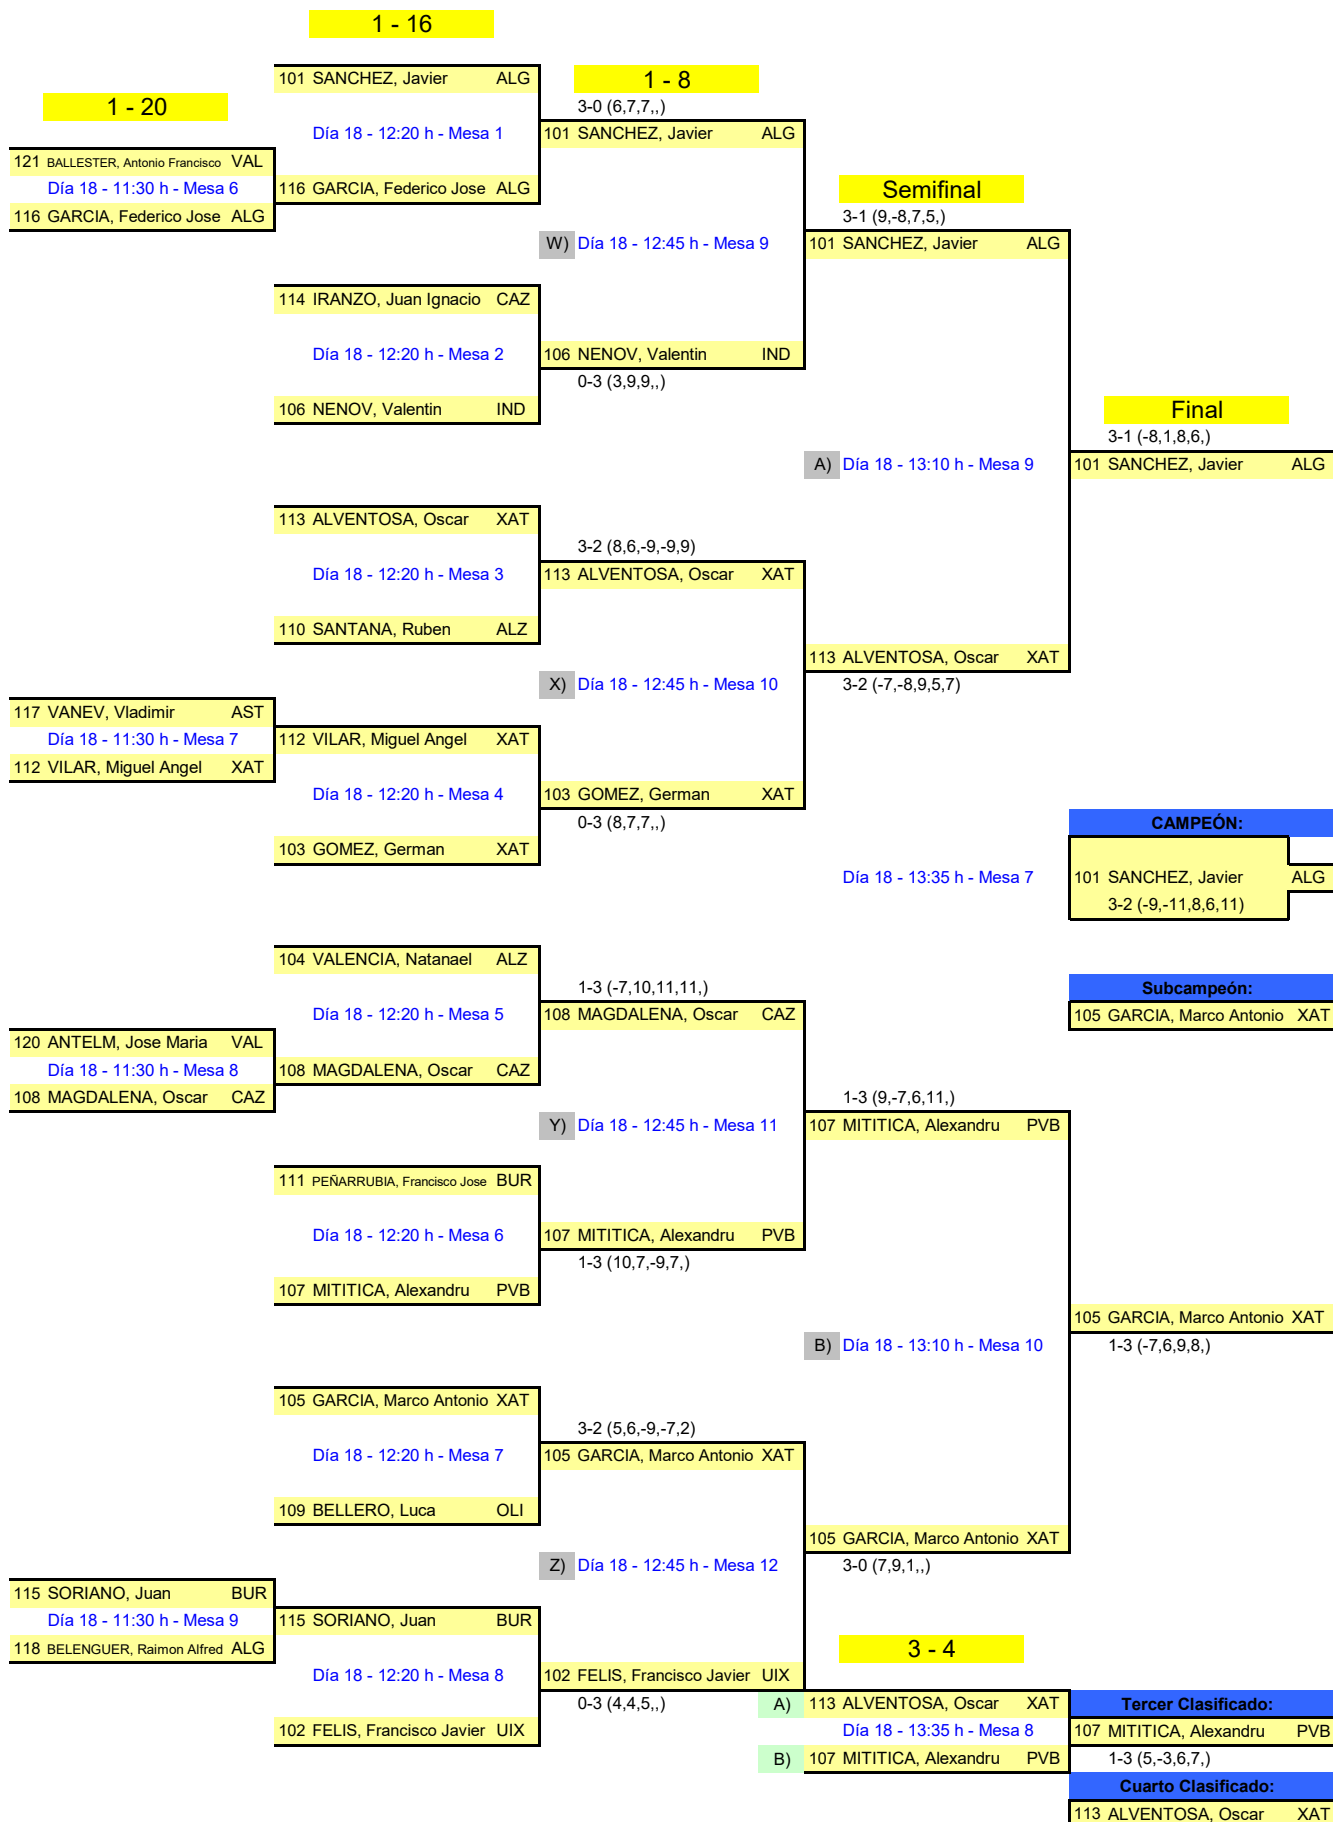 1 - 16
101 SANCHEZ, Javier ALG
1 - 8
1 - 20
3-0 (6,7,7,,)
Día 18 - 12:20 h - Mesa 1
101 SANCHEZ, Javier ALG
121 BALLESTER, Antonio Francisco VAL
Día 18 - 11:30 h - Mesa 6
116 GARCIA, Federico Jose ALG
Semifinal
116 GARCIA, Federico Jose ALG
3-1 (9,-8,7,5,)
W) Día 18 - 12:45 h - Mesa 9
101 SANCHEZ, Javier ALG
114 IRANZO, Juan Ignacio CAZ
Día 18 - 12:20 h - Mesa 2
106 NENOV, Valentin IND
0-3 (3,9,9,,)
106 NENOV, Valentin IND
Final
3-1 (-8,1,8,6,)
A) Día 18 - 13:10 h - Mesa 9
101 SANCHEZ, Javier ALG
113 ALVENTOSA, Oscar XAT
3-2 (8,6,-9,-9,9)
Día 18 - 12:20 h - Mesa 3
113 ALVENTOSA, Oscar XAT
110 SANTANA, Ruben ALZ
113 ALVENTOSA, Oscar XAT
X) Día 18 - 12:45 h - Mesa 10
3-2 (-7,-8,9,5,7)
117 VANEV, Vladimir AST
Día 18 - 11:30 h - Mesa 7
112 VILAR, Miguel Angel XAT
112 VILAR, Miguel Angel XAT
Día 18 - 12:20 h - Mesa 4
103 GOMEZ, German XAT
0-3 (8,7,7,,)
CAMPEÓN:
103 GOMEZ, German XAT
Día 18 - 13:35 h - Mesa 7
101 SANCHEZ, Javier ALG
3-2 (-9,-11,8,6,11)
104 VALENCIA, Natanael ALZ
1-3 (-7,10,11,11,)
Subcampeón:
Día 18 - 12:20 h - Mesa 5
108 MAGDALENA, Oscar CAZ
105 GARCIA, Marco Antonio XAT
120 ANTELM, Jose Maria VAL
Día 18 - 11:30 h - Mesa 8
108 MAGDALENA, Oscar CAZ
108 MAGDALENA, Oscar CAZ
1-3 (9,-7,6,11,)
Y) Día 18 - 12:45 h - Mesa 11
107 MITITICA, Alexandru PVB
111 PEÑARRUBIA, Francisco Jose BUR
Día 18 - 12:20 h - Mesa 6
107 MITITICA, Alexandru PVB
1-3 (10,7,-9,7,)
107 MITITICA, Alexandru PVB
105 GARCIA, Marco Antonio XAT
B) Día 18 - 13:10 h - Mesa 10
1-3 (-7,6,9,8,)
105 GARCIA, Marco Antonio XAT
3-2 (5,6,-9,-7,2)
Día 18 - 12:20 h - Mesa 7
105 GARCIA, Marco Antonio XAT
109 BELLERO, Luca OLI
105 GARCIA, Marco Antonio XAT
Z) Día 18 - 12:45 h - Mesa 12
3-0 (7,9,1,,)
115 SORIANO, Juan BUR
Día 18 - 11:30 h - Mesa 9
115 SORIANO, Juan BUR
118 BELENGUER, Raimon Alfred ALG
3 - 4
Día 18 - 12:20 h - Mesa 8
102 FELIS, Francisco Javier UIX
0-3 (4,4,5,,)
A) 113 ALVENTOSA, Oscar XAT
Tercer Clasificado:
102 FELIS, Francisco Javier UIX
Día 18 - 13:35 h - Mesa 8
107 MITITICA, Alexandru PVB
B) 107 MITITICA, Alexandru PVB
1-3 (5,-3,6,7,)
Cuarto Clasificado:
113 ALVENTOSA, Oscar XAT